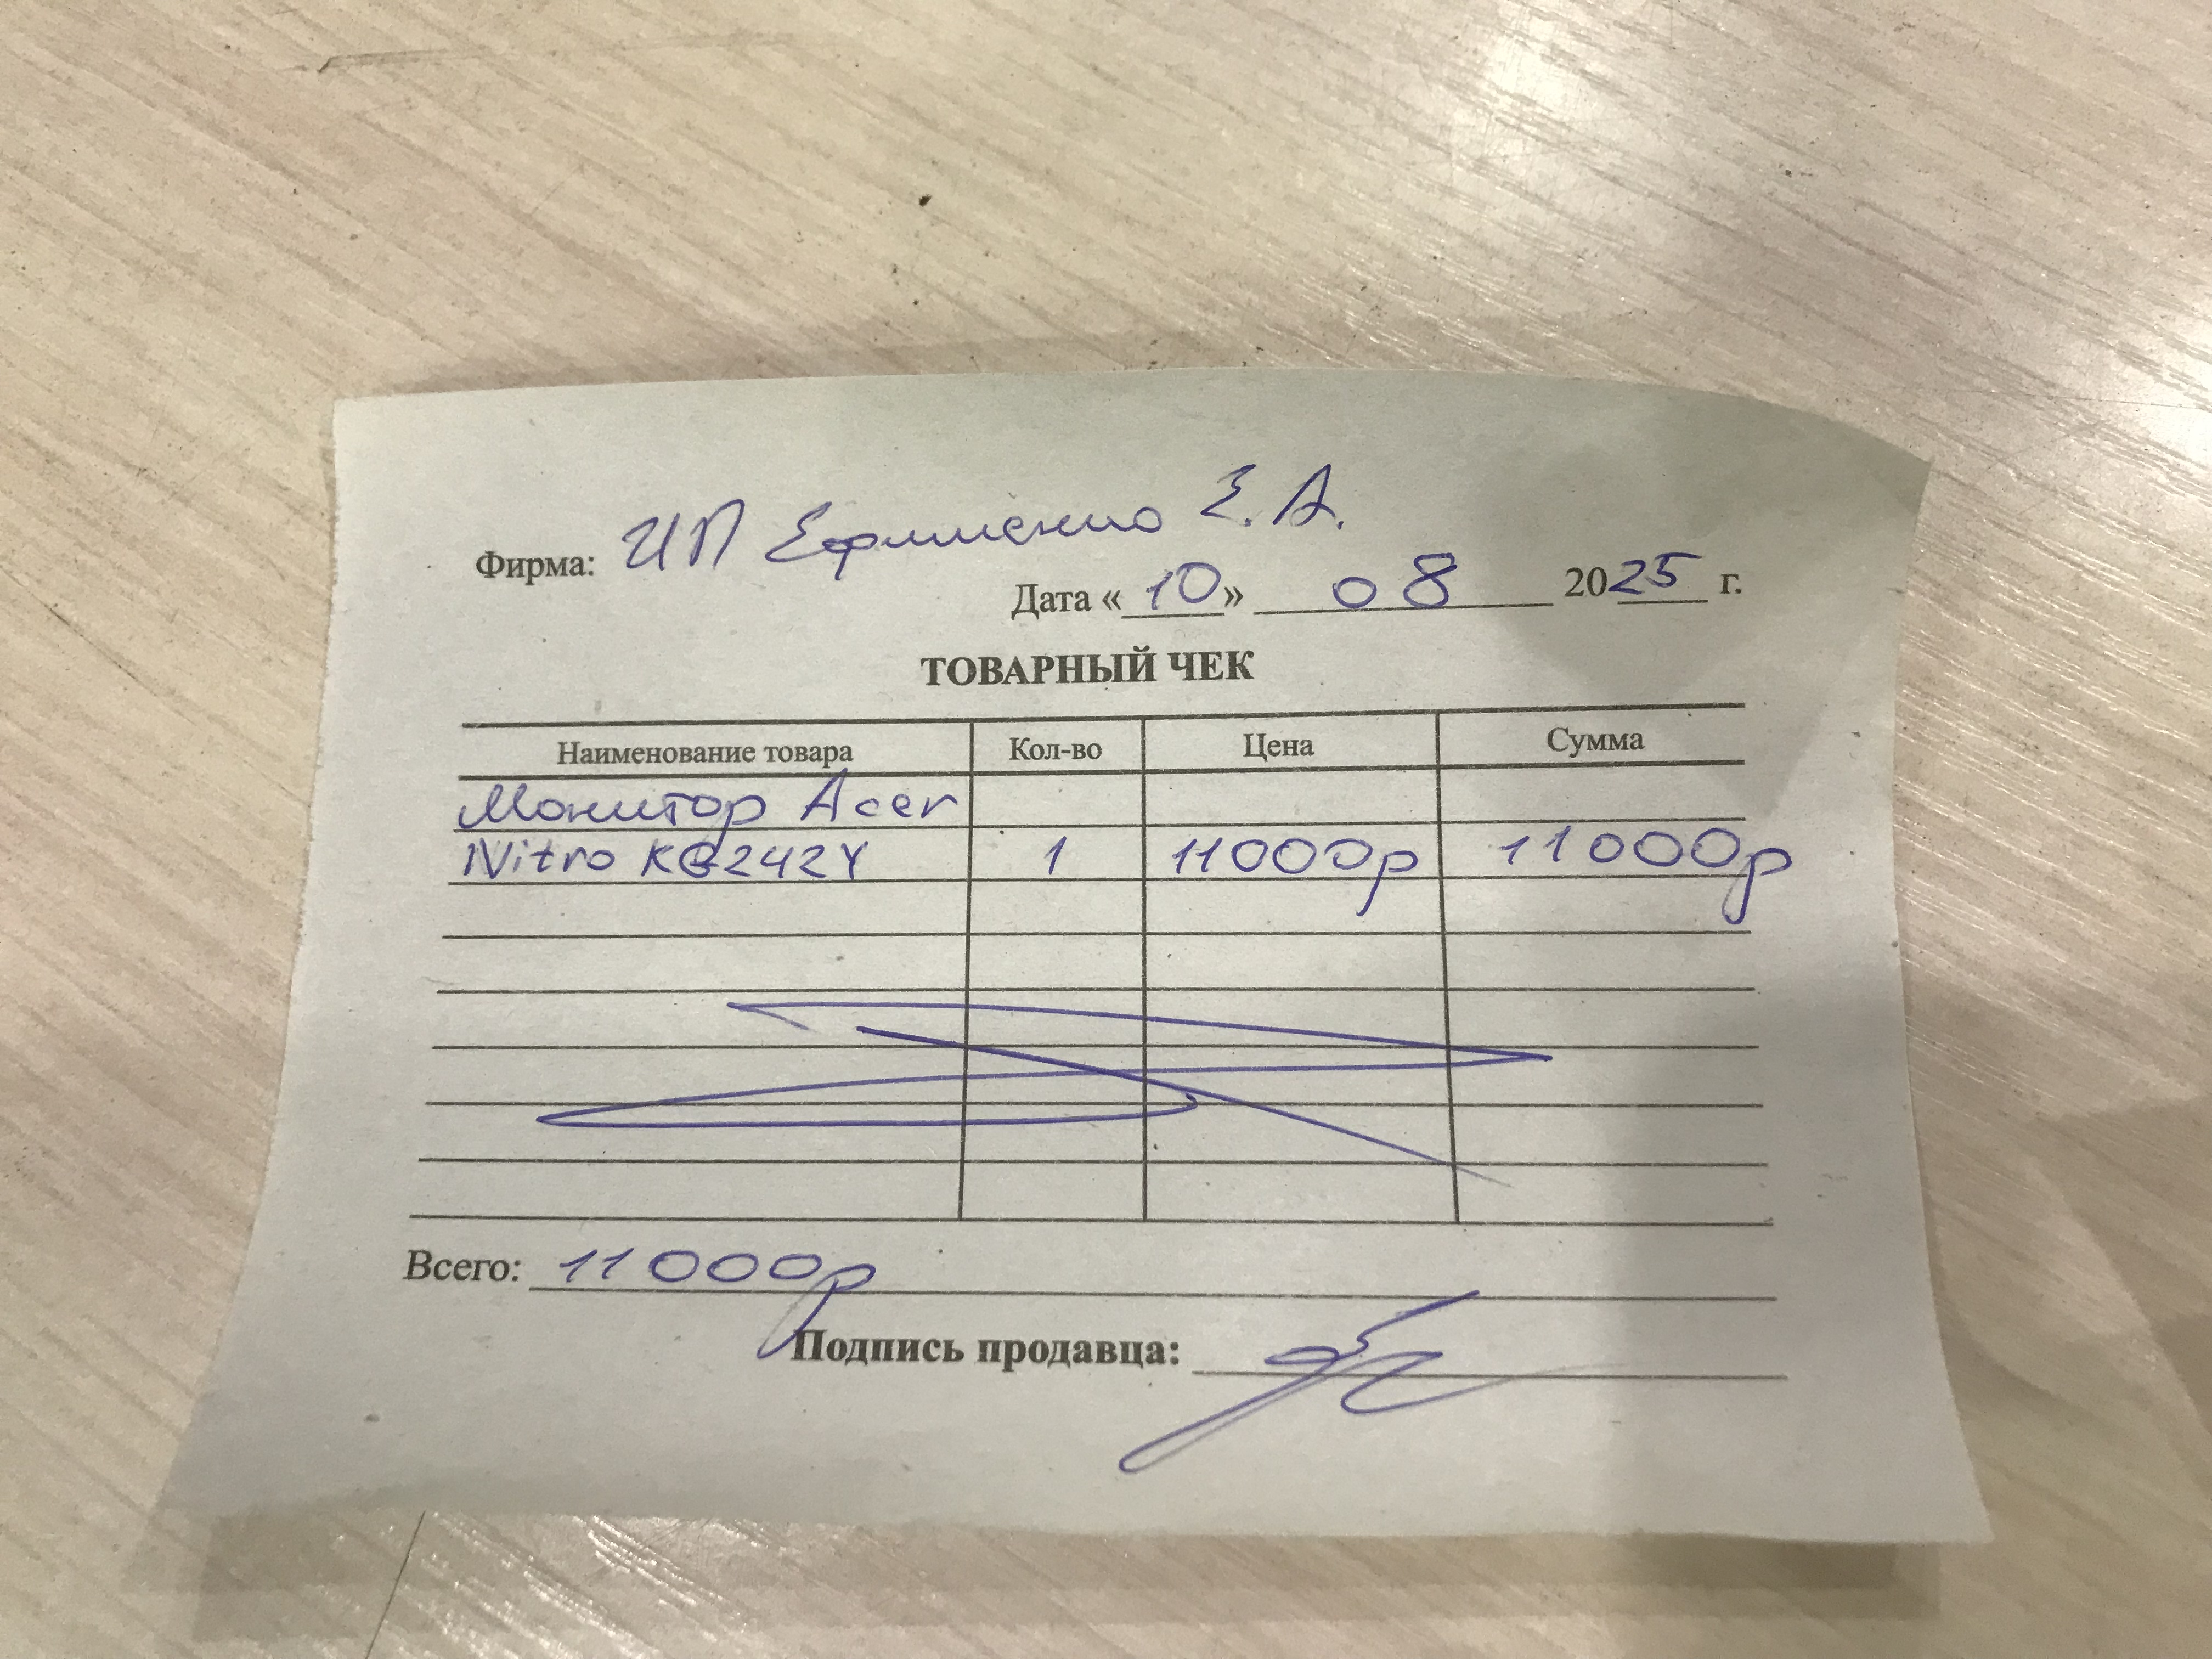 Фирма: ИП Ефименко Е. А.
Дата « 10 » 08 2025 г.
ТОВАРНЫЙ ЧЕК
Наименование товара Кол-во Цена Сумма
Монитор Acer
Nitro KG242Y 1 11000р 11000р
Всего: 11000р
Подпись продавца: